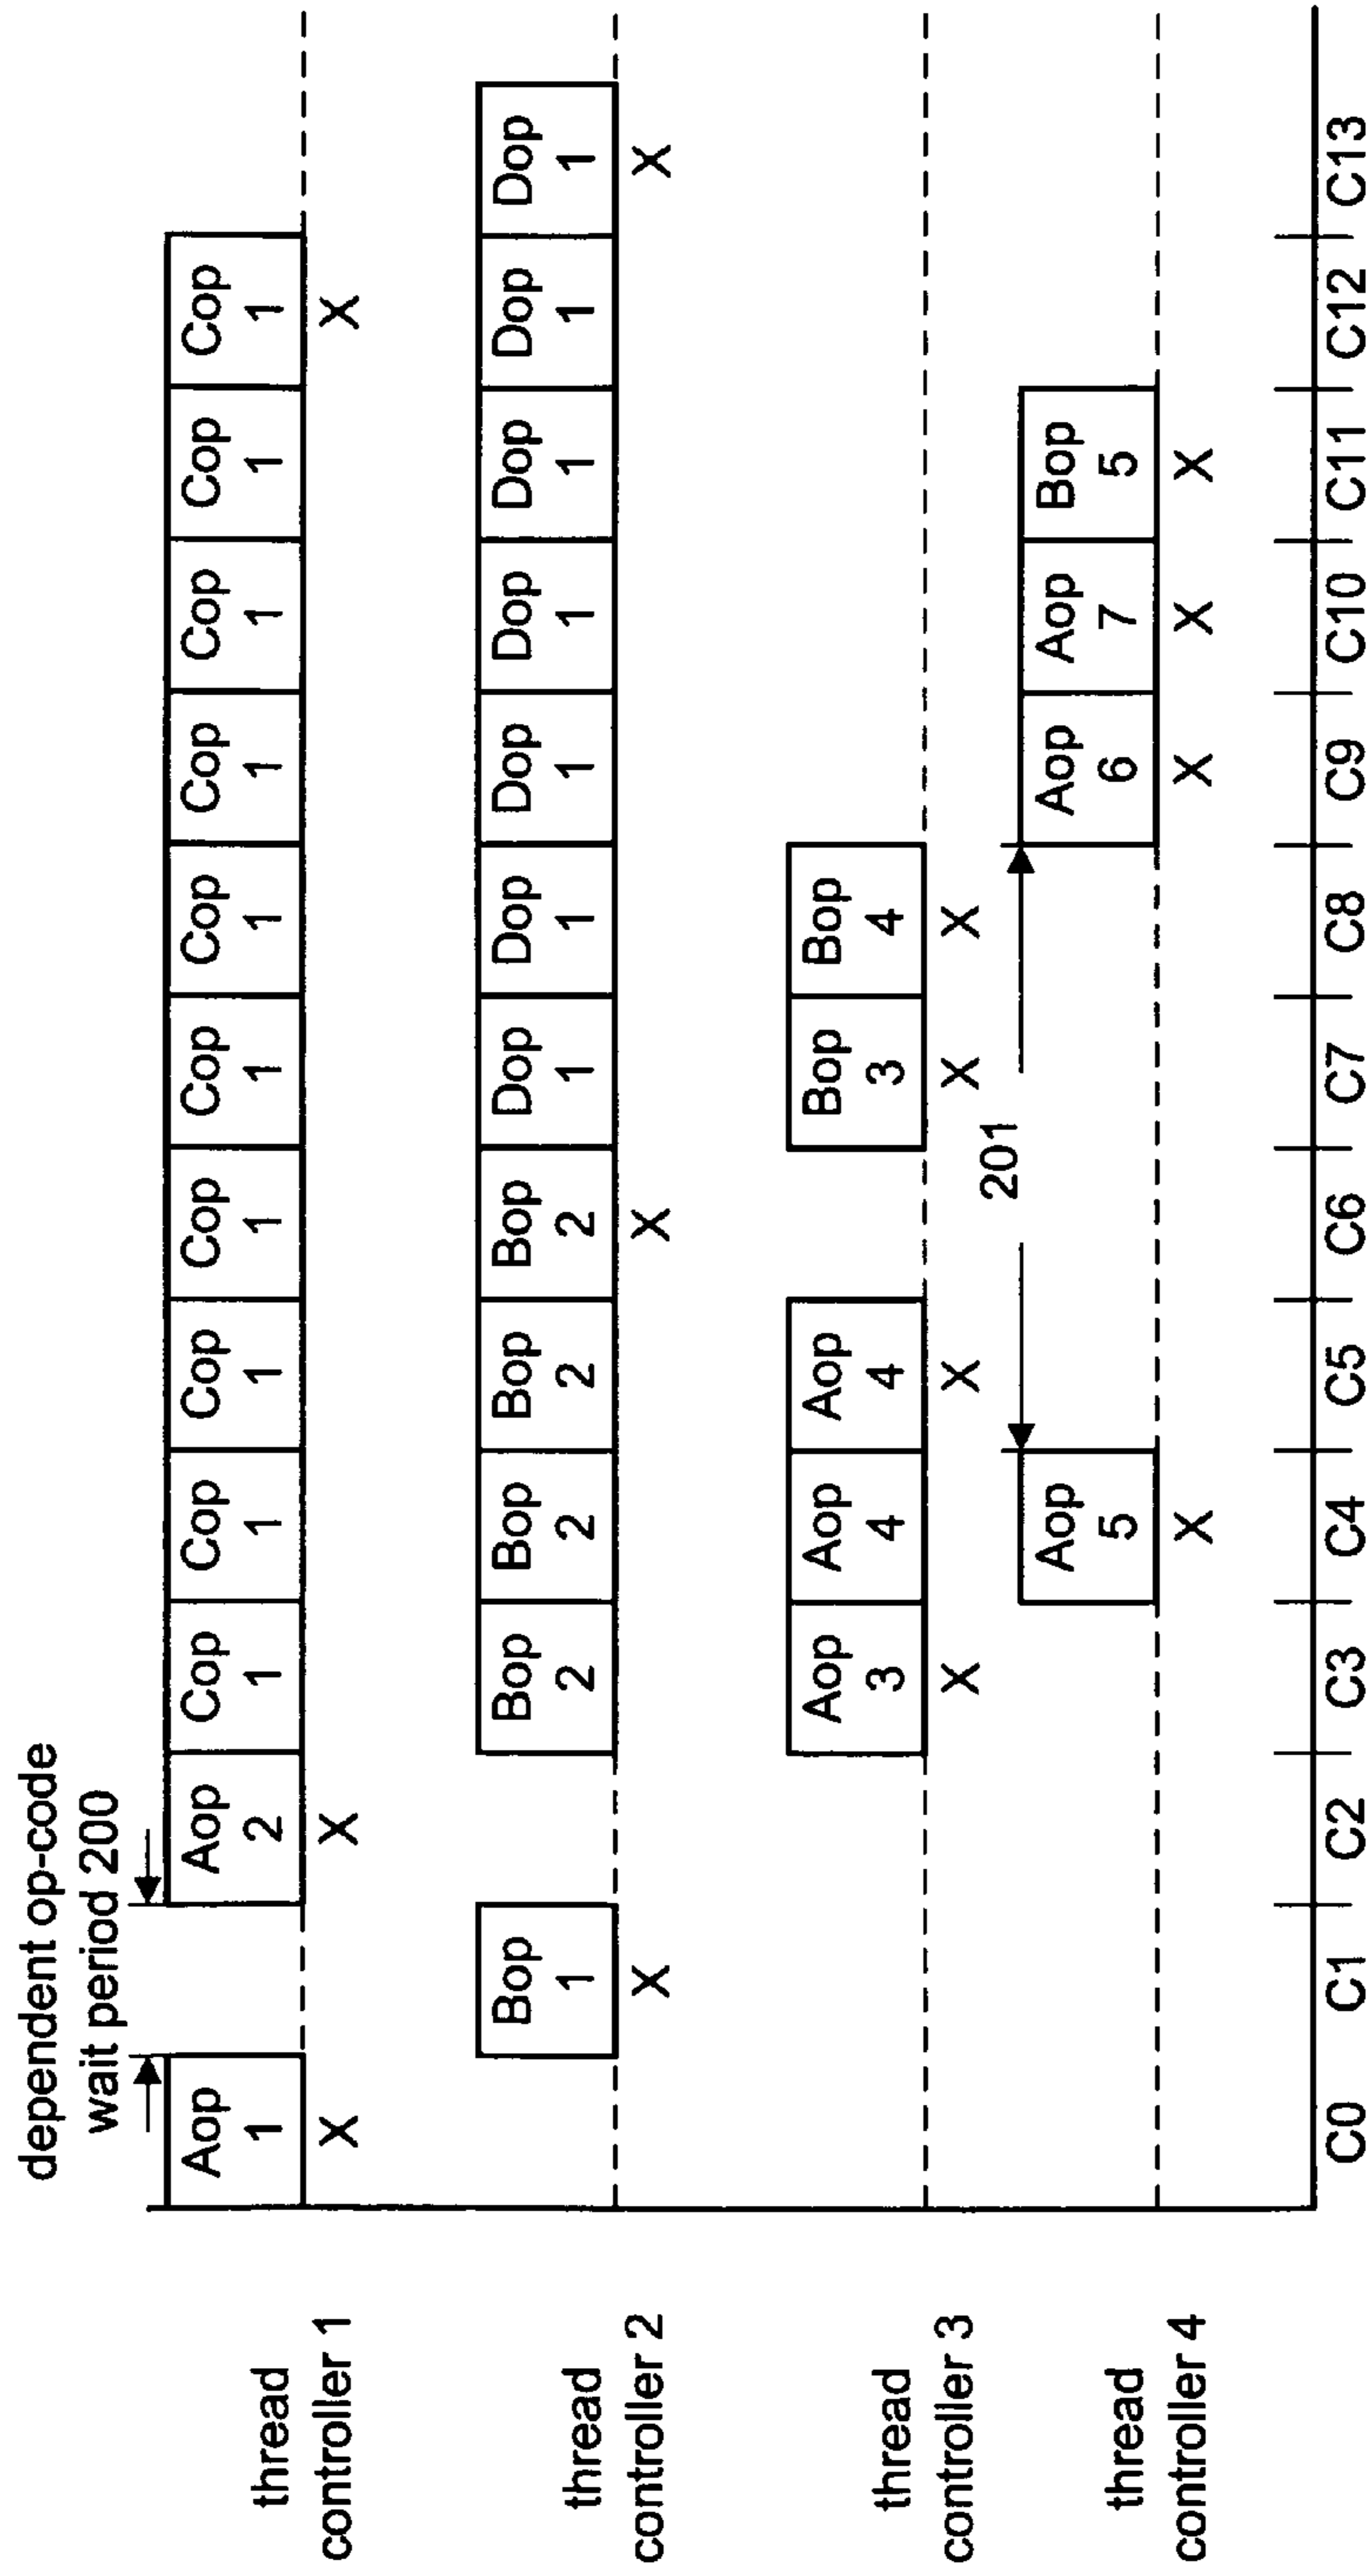 dependent op-code
wait period 200
thread
controller 1
Aop
1
Aop
2
Cop
1
Cop
1
Cop
1
Cop
1
Cop
1
Cop
1
Cop
1
Cop
1
Cop
1
Cop
1
X
X
X
thread
controller 2
Bop
1
Bop
2
Bop
2
Bop
2
Bop
2
Dop
1
Dop
1
Dop
1
Dop
1
Dop
1
Dop
1
Dop
1
X
X
X
thread
controller 3
Aop
3
Aop
4
Aop
4
Bop
3
Bop
4
X
X
X
X
201
thread
controller 4
Aop
5
Aop
6
Aop
7
Bop
5
X
X
X
X
C0 C1 C2 C3 C4 C5 C6 C7 C8 C9 C10 C11 C12 C13